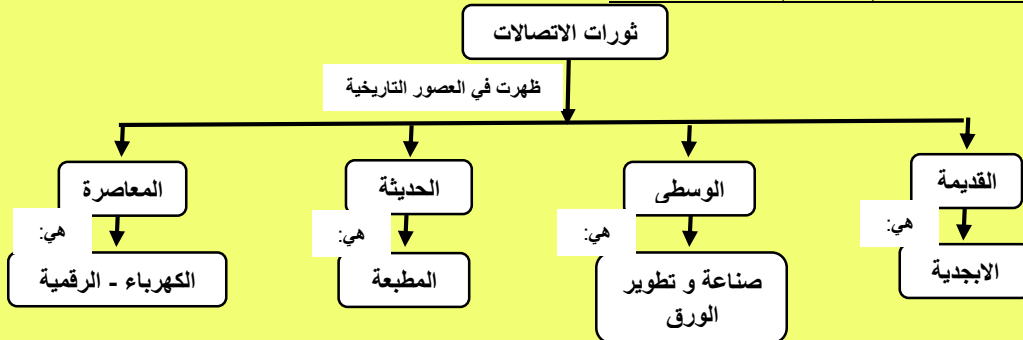 ثورات الاتصالات
ظهرت في العصور التاريخية
القديمة
الوسطى
الحديثة
المعاصرة
هي:
هي:
هي:
هي:
الابجدية
صناعة و تطوير
الورق
المطبعة
الكهرباء - الرقمية